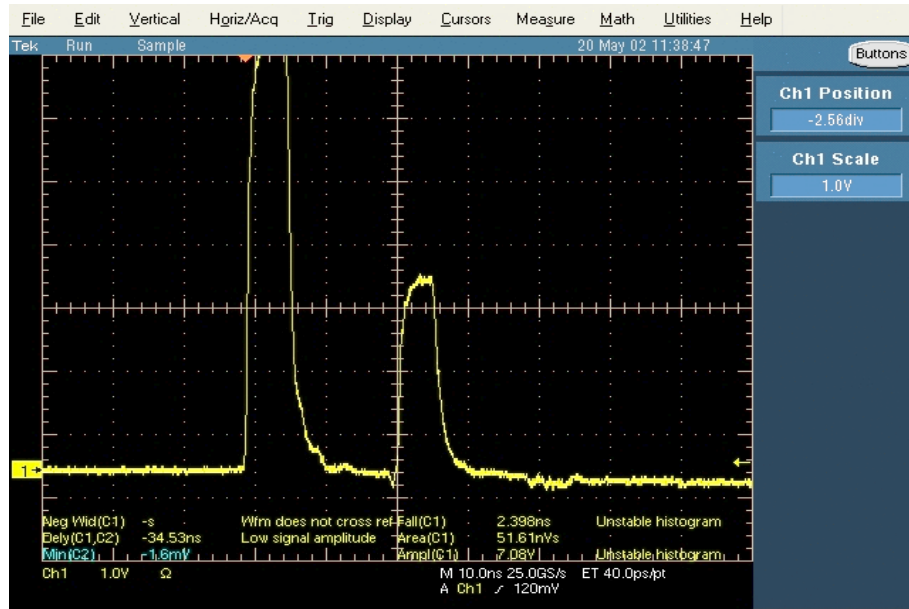 File Edit Vertical Horiz/Acq Trig Display Cursors Measure Math Utilities Help
Tek Run Sample 20 May 02 11:38:47
Buttons
Ch1 Position
-2.56div
Ch1 Scale
1.0V
1
Neg Wid(C1) -s Wfm does not cross ref Fall(C1) 2.398ns Unstable histogram
Dely(C1,C2) -34.53ns Low signal amplitude Area(C1) 51.61nVs
Min(C2) -1.6mV Ampl(C1) 7.08V Unstable histogram
Ch1 1.0V Ω M 10.0ns 25.0GS/s ET 40.0ps/pt
A Ch1 ⁄ 120mV